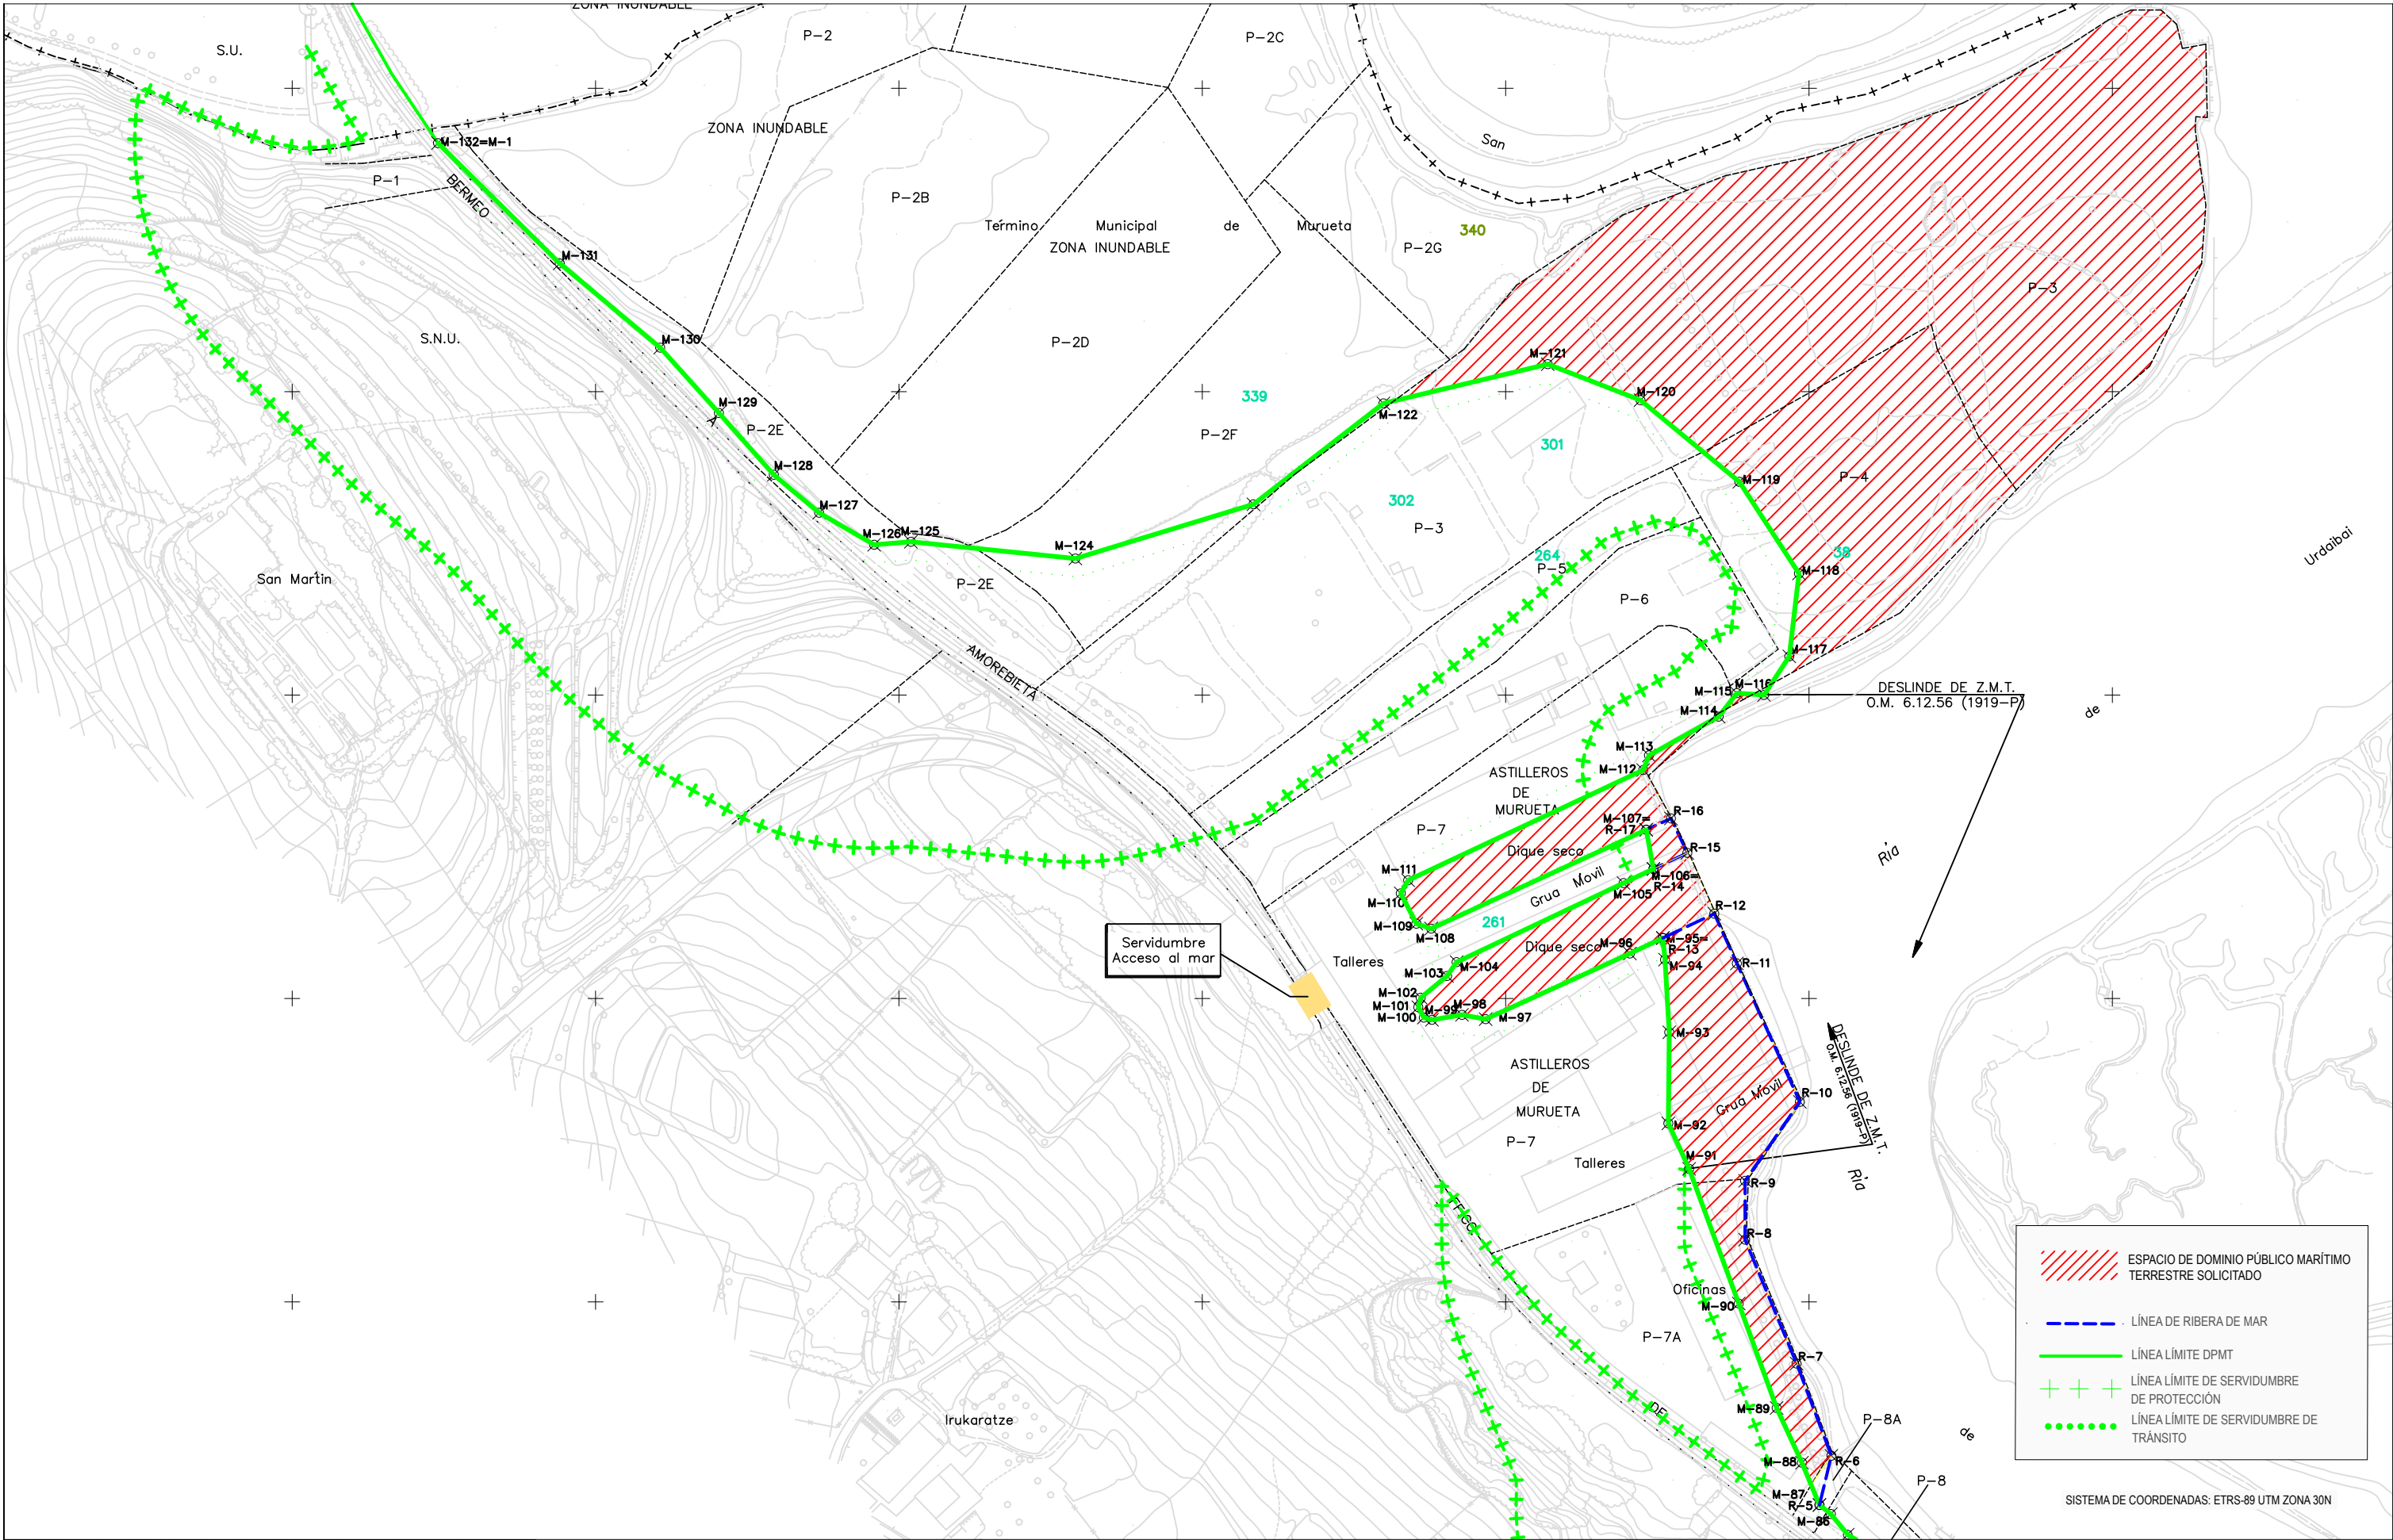 ZONA INUNDABLE
S.U.
P-2
P-2C
M-132=M-1
ZONA INUNDABLE
San
P-1
BERMEO
P-2B
Término Municipal de Murueta
ZONA INUNDABLE
340
P-2G
M-131
P-3
S.N.U.
M-130
P-2D
M-121
M-120
339
M-122
M-129
A
P-2E
P-2F
301
M-128
M-119
P-4
302
M-127
P-3
M-126
M-125
M-124
264
38
Urdaibai
P-5
M-118
San Martin
P-2E
P-6
AMOREBIETA
M-117
M-116
M-115
DESLINDE DE Z.M.T.
O.M. 6.12.56 (1919-P)
M-114
de
M-113
M-112
ASTILLEROS
DE
MURUETA
R-16
M-107=
R-17
P-7
Dique seco
R-15
Ria
M-111
M-106=
R-14
Grua Movil
M-105
M-110
R-12
M-109
261
M-108
Servidumbre
Acceso al mar
Dique seco
M-96
M-95=
R-13
Talleres
M-104
M-94
R-11
M-103
M-102
M-101
M-99
M-98
M-100
M-97
M-93
DESLINDE DE Z.M.T.
O.M. 6.12.56 (1919-P)
ASTILLEROS
DE
MURUETA
Grua Movil
R-10
M-92
P-7
Talleres
M-91
Ria
R-9
FF.CC.
R-8
Oficinas
M-90
P-7A
R-7
DE
M-89
Irukaratze
P-8A
de
M-88
R-6
P-8
M-87
R-5
M-86
ESPACIO DE DOMINIO PÚBLICO MARÍTIMO
TERRESTRE SOLICITADO
LÍNEA DE RIBERA DE MAR
LÍNEA LÍMITE DPMT
LÍNEA LÍMITE DE SERVIDUMBRE
DE PROTECCIÓN
LÍNEA LÍMITE DE SERVIDUMBRE DE
TRÁNSITO
SISTEMA DE COORDENADAS: ETRS-89 UTM ZONA 30N